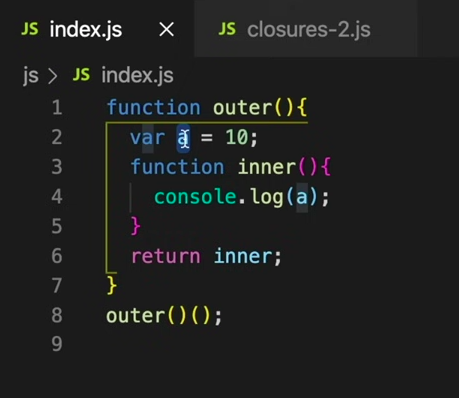 JS index.js × JS closures-2.js
js > JS index.js
1 function outer(){
2   var a = 10;
3   function inner(){
4     console.log(a);
5   }
6   return inner;
7 }
8 outer()();
9